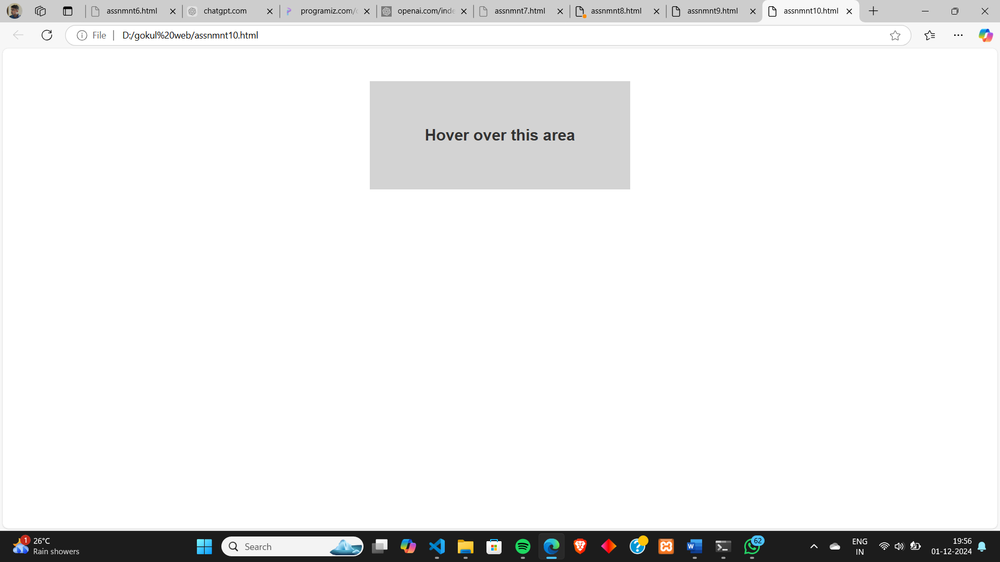 assnmnt6.html
chatgpt.com
programiz.com/
openai.com/inde
assnmnt7.html
assnmnt8.html
assnmnt9.html
assnmnt10.html
File
D:/gokul%20web/assnmnt10.html
Hover over this area
1
26°C
Rain showers
Search
62
ENG
IN
19:56
01-12-2024